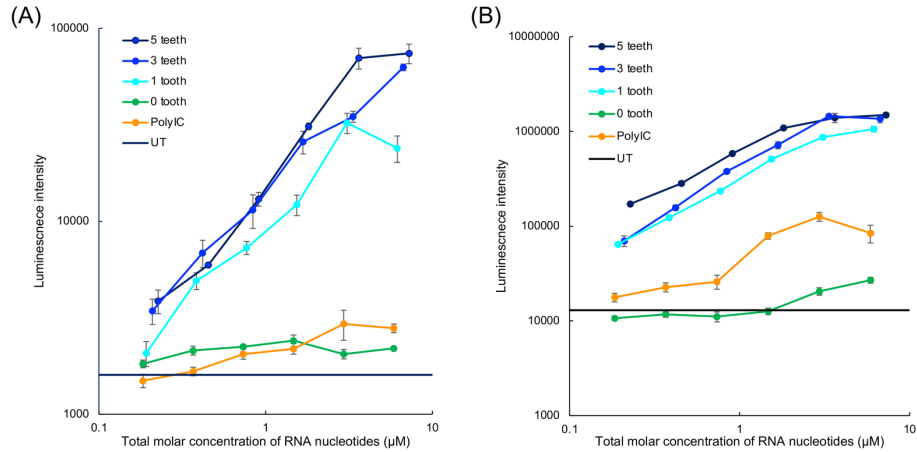 (A)
100000
10000
1000
0.1
1
10
Luminescnece intensity
Total molar concentration of RNA nucleotides (μM)
5 teeth
3 teeth
1 tooth
0 tooth
PolyIC
UT
(B)
10000000
1000000
100000
10000
1000
0.1
1
10
Luminescnece intensity
Total molar concentration of RNA nucleotides (μM)
5 teeth
3 teeth
1 tooth
0 tooth
PolyIC
UT